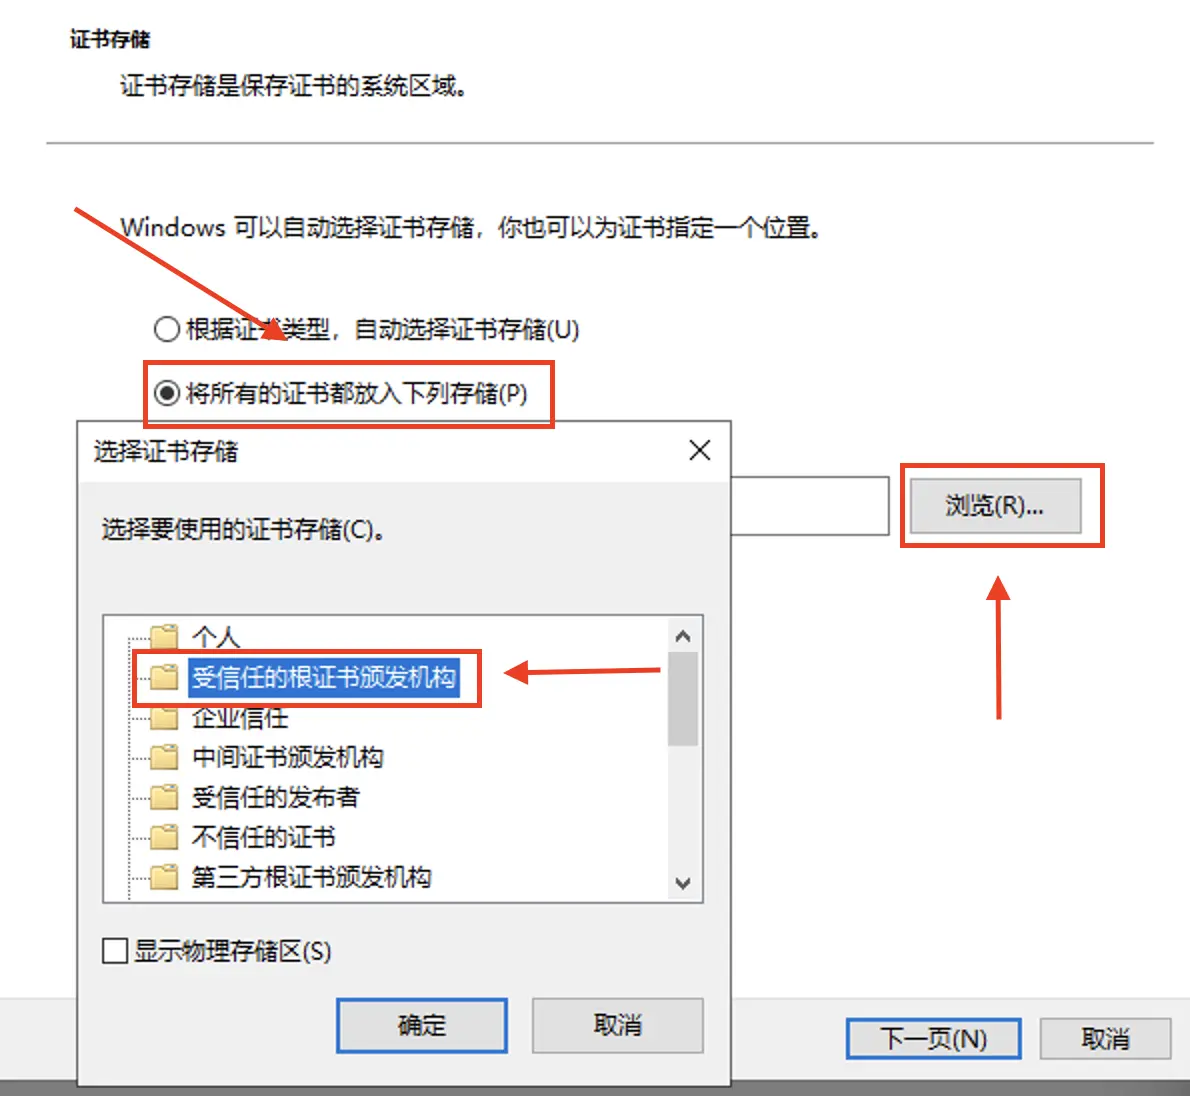 证书存储
证书存储是保存证书的系统区域。
Windows 可以自动选择证书存储，你也可以为证书指定一个位置。
根据证书类型，自动选择证书存储(U)
将所有的证书都放入下列存储(P)
浏览(R)...
选择证书存储
选择要使用的证书存储(C)。
个人
受信任的根证书颁发机构
企业信任
中间证书颁发机构
受信任的发布者
不信任的证书
第三方根证书颁发机构
显示物理存储区(S)
确定 取消
下一页(N) 取消